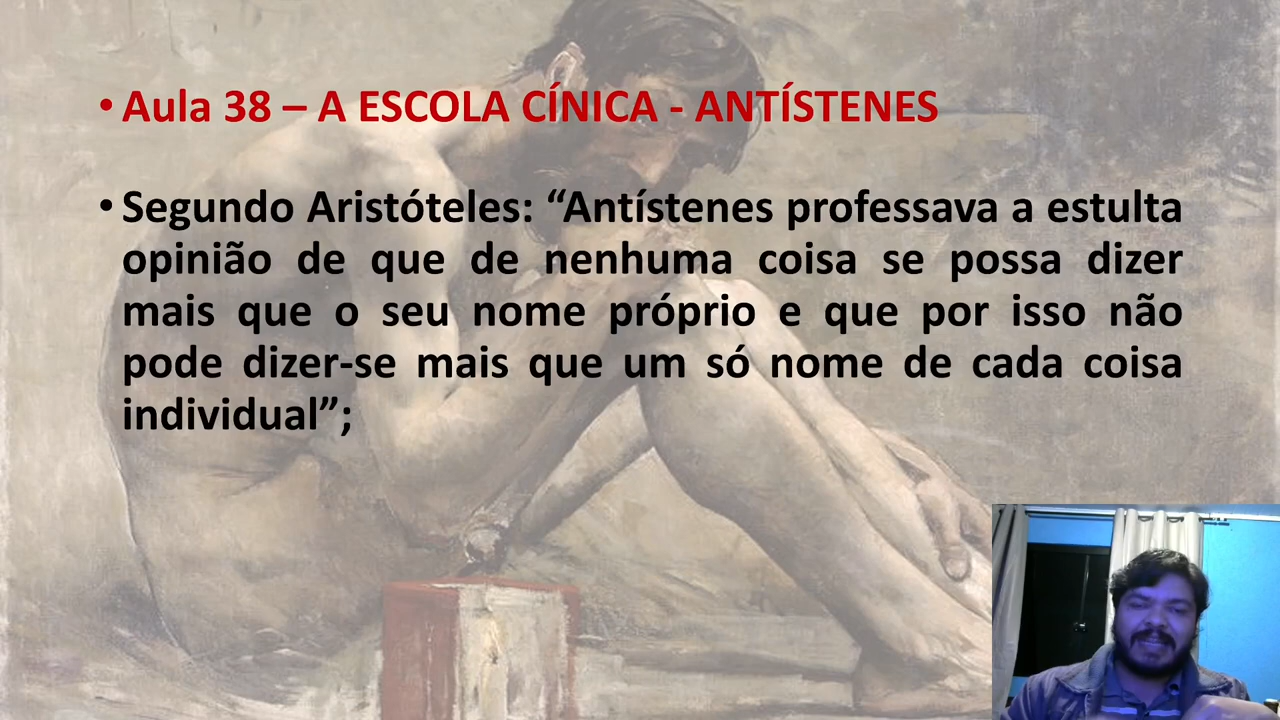 • Aula 38 – A ESCOLA CÍNICA - ANTÍSTENES
• Segundo Aristóteles: “Antístenes professava a estulta
opinião de que de nenhuma coisa se possa dizer
mais que o seu nome próprio e que por isso não
pode dizer-se mais que um só nome de cada coisa
individual”;